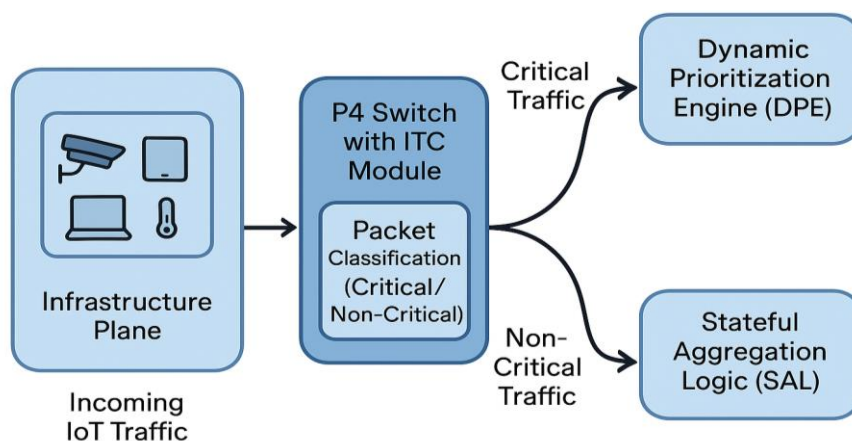 Infrastructure
Plane
Incoming
IoT Traffic
P4 Switch
with ITC
Module
Packet
Classification
(Critical/
Non-Critical)
Critical
Traffic
Dynamic
Prioritization
Engine (DPE)
Non-
Critical
Traffic
Stateful
Aggregation
Logic (SAL)